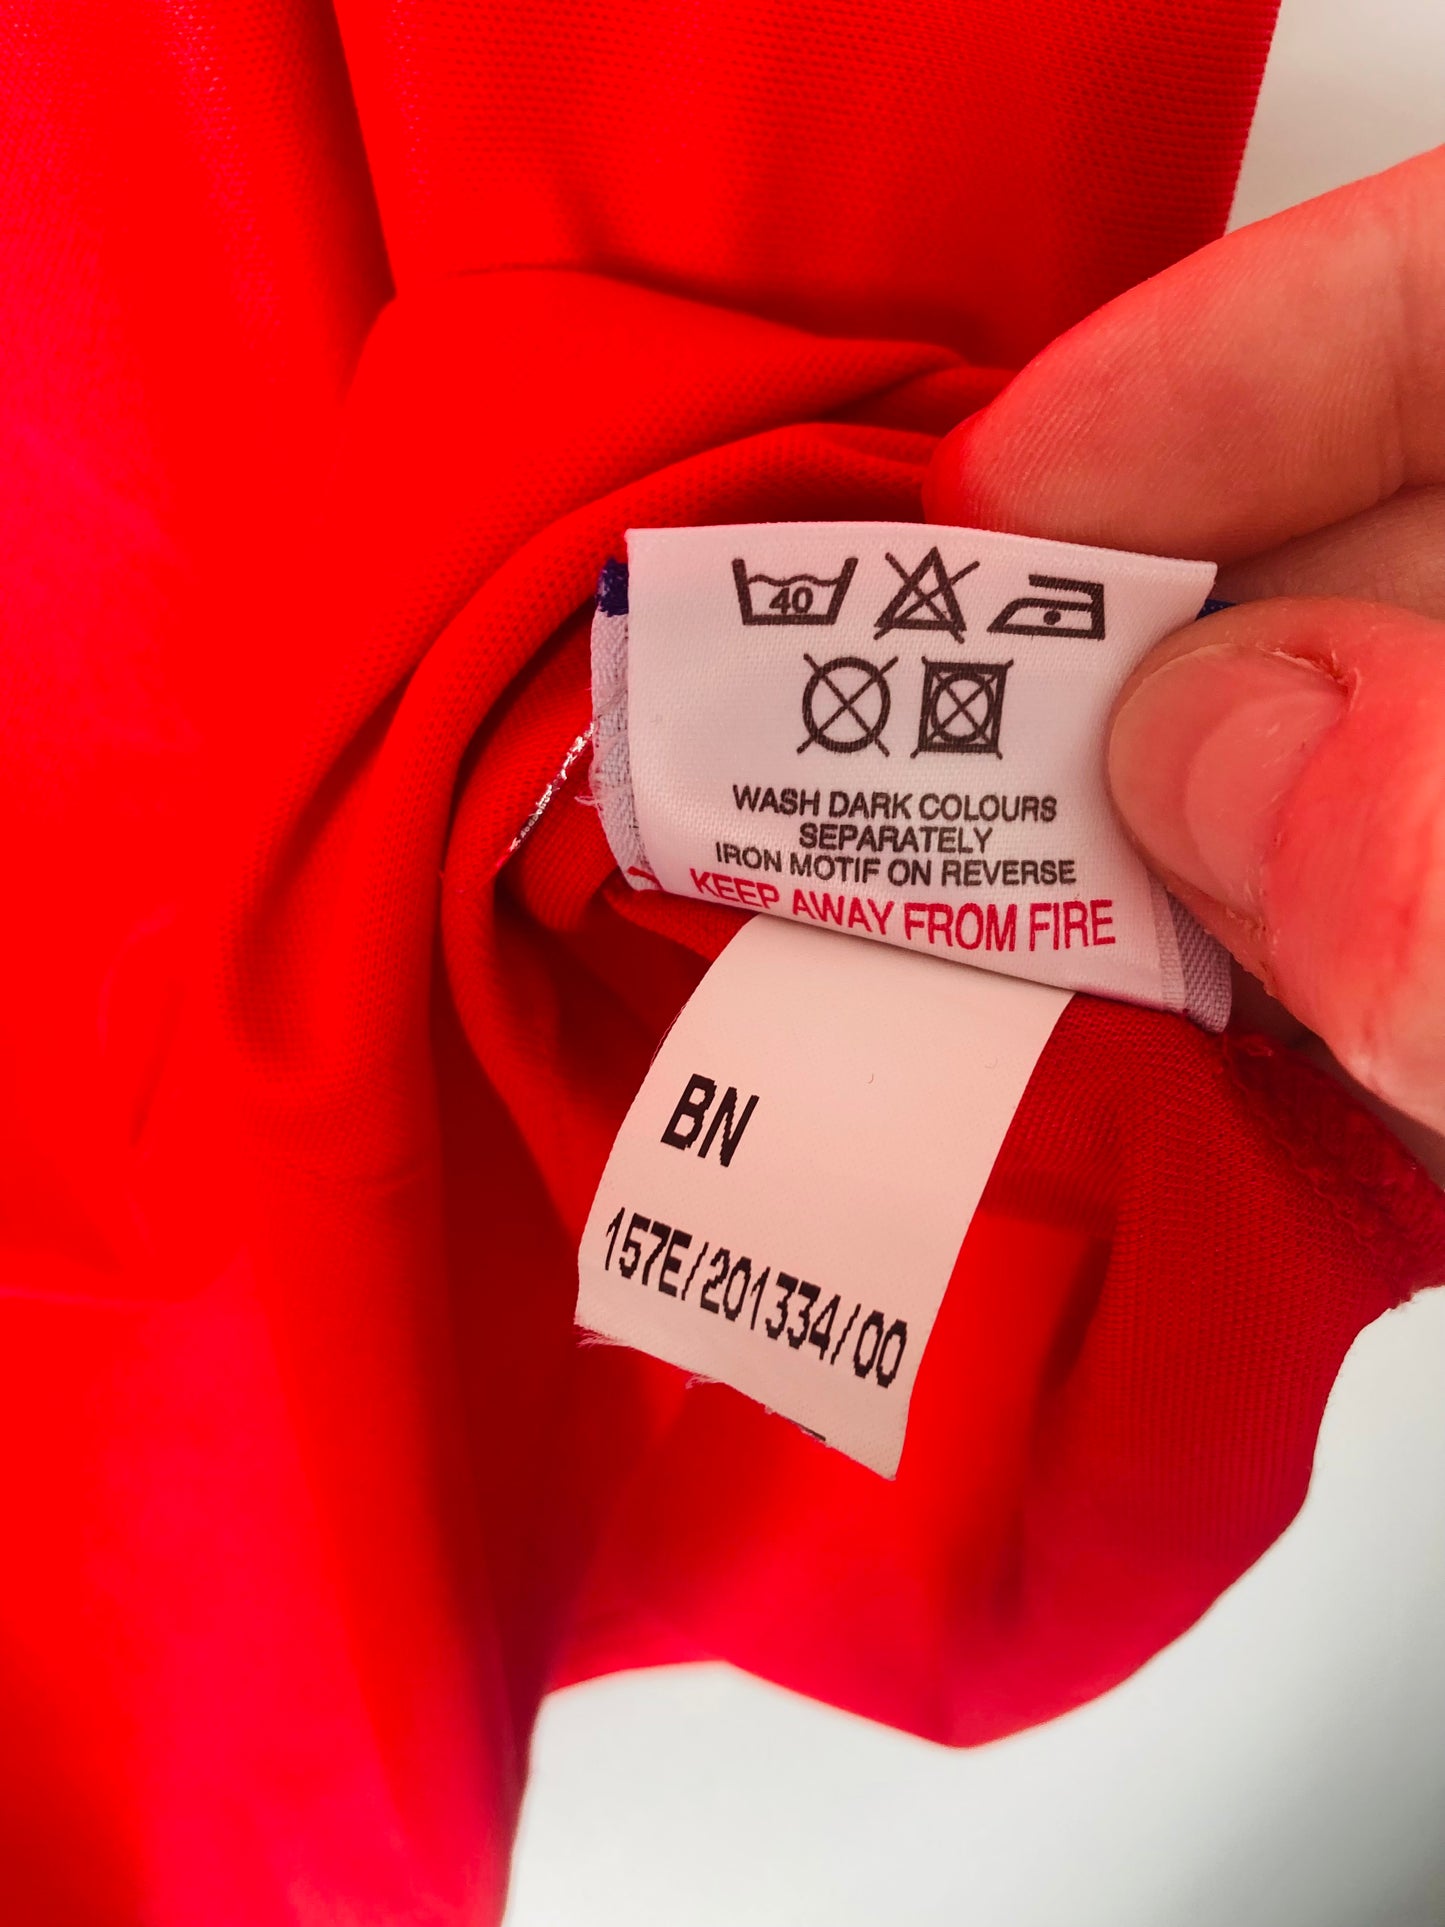 40
WASH DARK COLOURS
SEPARATELY
IRON MOTIF ON REVERSE
KEEP AWAY FROM FIRE
BN
157E/201334/00